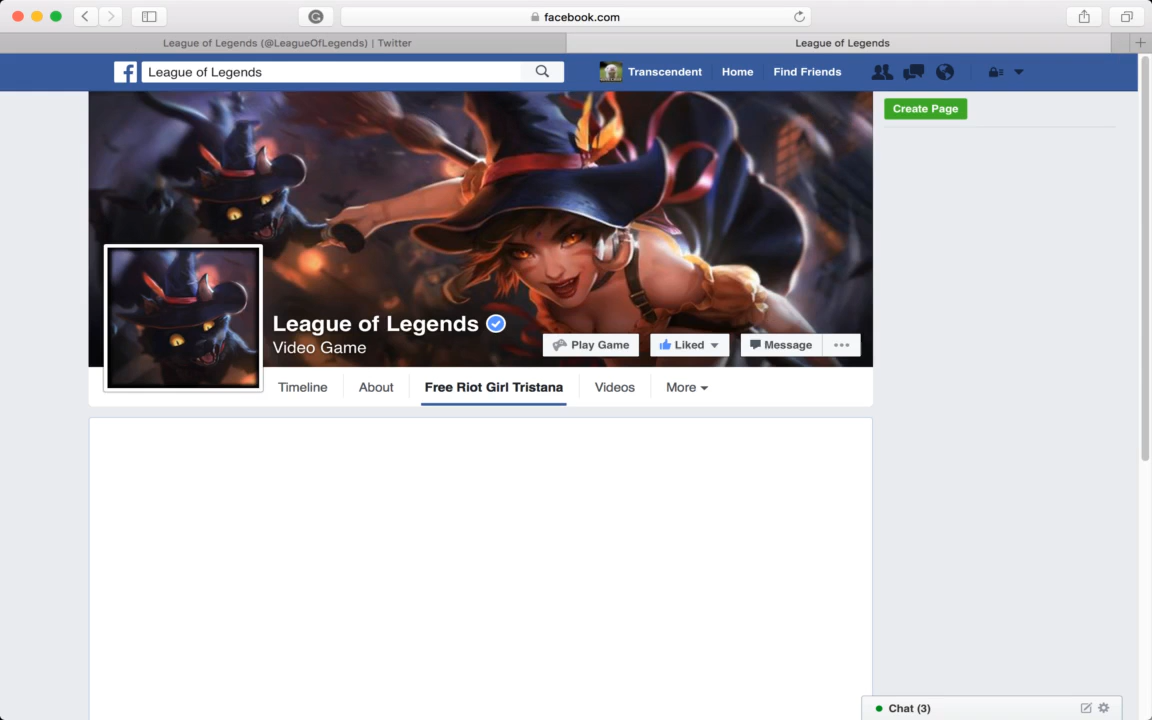 facebook.com
League of Legends (@LeagueOfLegends) | Twitter
League of Legends
f League of Legends Transcendent Home Find Friends
Create Page
League of Legends
Video Game
Play Game Liked Message
Timeline About Free Riot Girl Tristana Videos More
Chat (3)